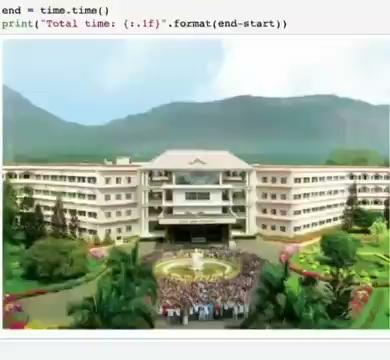 end = time.time()
print("Total time: {:.1f}".format(end-start))